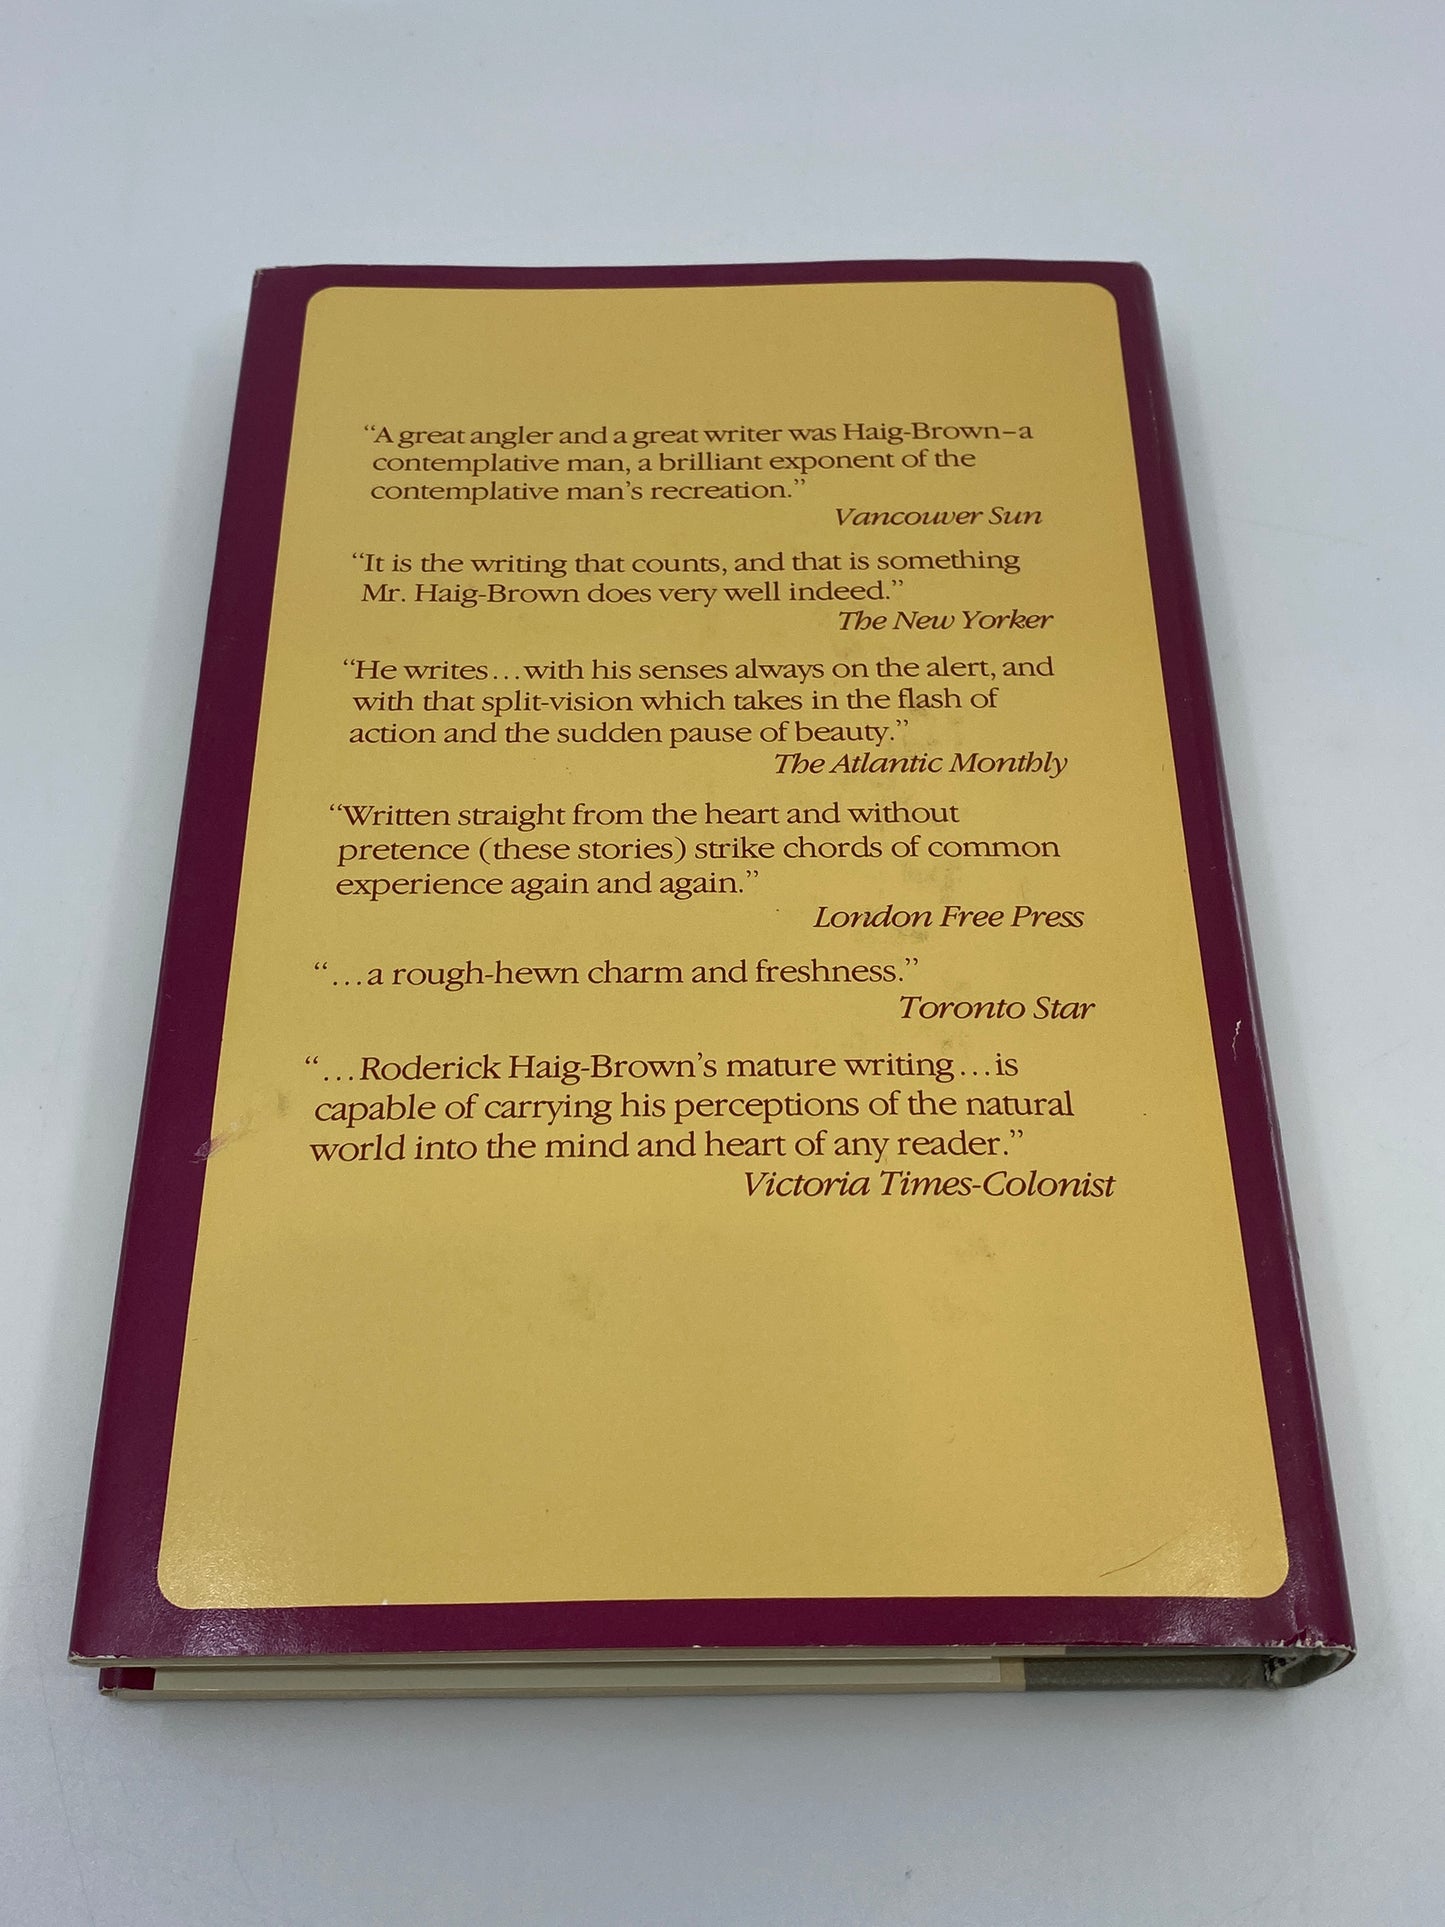 “A great angler and a great writer was Haig-Brown–a
contemplative man, a brilliant exponent of the
contemplative man’s recreation.”
Vancouver Sun
“It is the writing that counts, and that is something
Mr. Haig-Brown does very well indeed.”
The New Yorker
“He writes...with his senses always on the alert, and
with that split-vision which takes in the flash of
action and the sudden pause of beauty.”
The Atlantic Monthly
“Written straight from the heart and without
pretence (these stories) strike chords of common
experience again and again.”
London Free Press
“...a rough-hewn charm and freshness.”
Toronto Star
“...Roderick Haig-Brown’s mature writing...is
capable of carrying his perceptions of the natural
world into the mind and heart of any reader.”
Victoria Times-Colonist